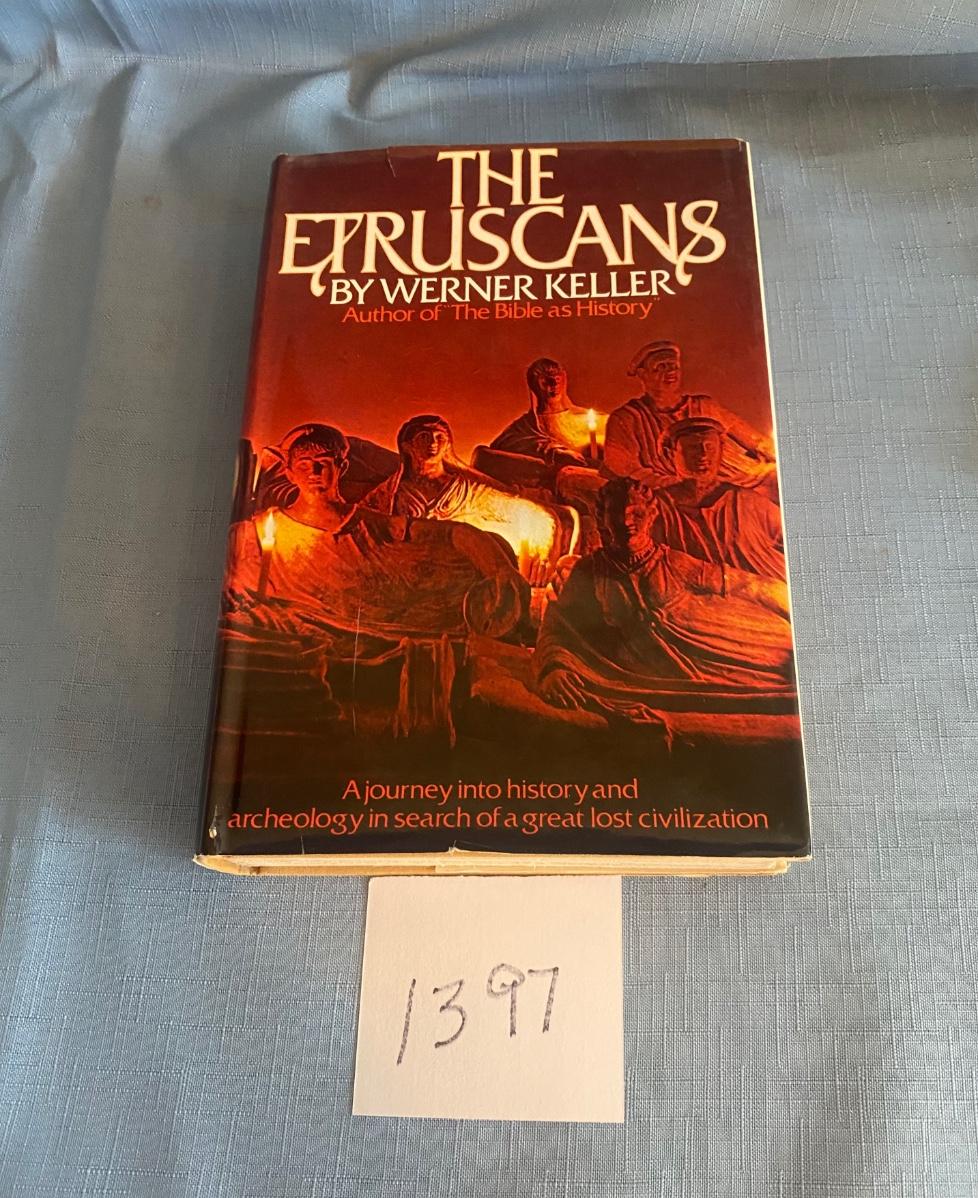 THE
ETRUSCANS
BY WERNER KELLER
Author of "The Bible as History"
A journey into history and
archeology in search of a great lost civilization
1397